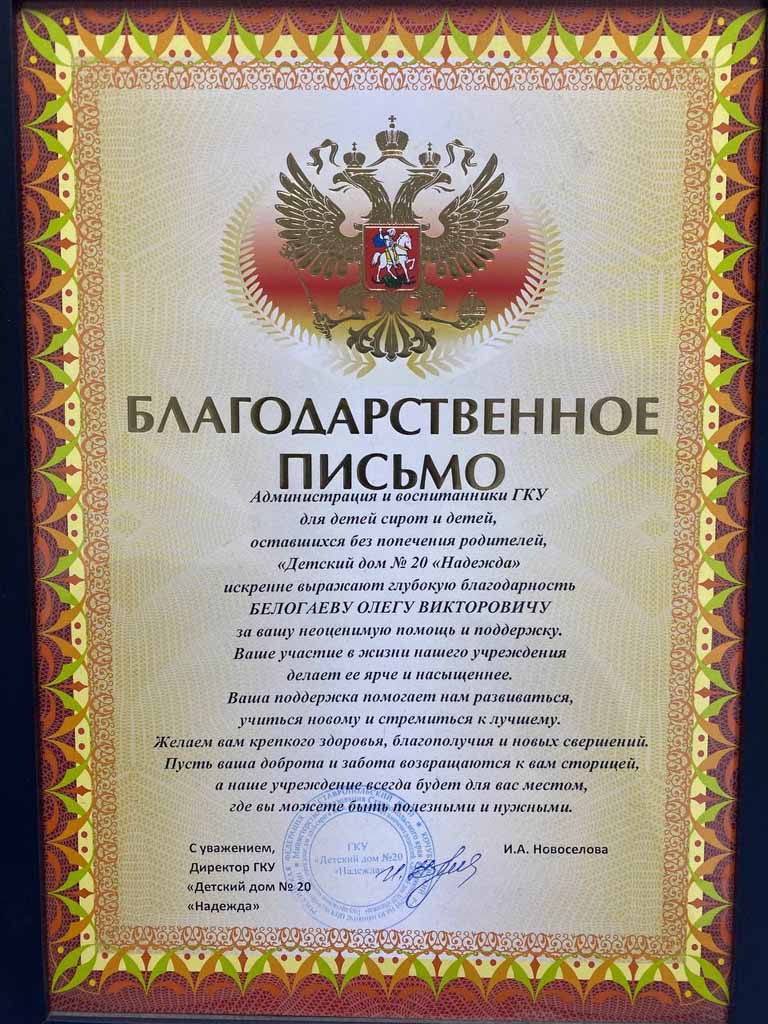 БЛАГОДАРСТВЕННОЕ
ПИСЬМО
Администрация и воспитанники ГКУ
для детей сирот и детей,
оставшихся без попечения родителей,
«Детский дом № 20 «Надежда»
искренне выражают глубокую благодарность
БЕЛОГАЕВУ ОЛЕГУ ВИКТОРОВИЧУ
за вашу неоценимую помощь и поддержку.
Ваше участие в жизни нашего учреждения
делает ее ярче и насыщеннее.
Ваша поддержка помогает нам развиваться,
учиться новому и стремиться к лучшему.
Желаем вам крепкого здоровья, благополучия и новых свершений.
Пусть ваша доброта и забота возвращаются к вам сторицей,
а наше учреждение всегда будет для вас местом,
где вы можете быть полезными и нужными.
С уважением,
Директор ГКУ
«Детский дом № 20
«Надежда»
И.А. Новоселова
ГКУ
«Детский дом №20
«Надежда»